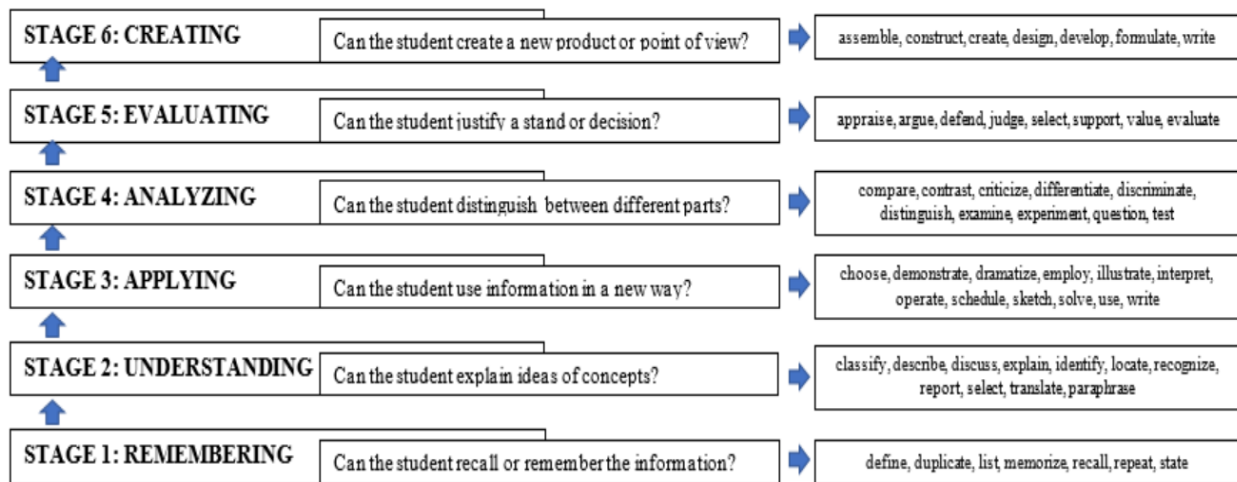 STAGE 6: CREATING
Can the student create a new product or point of view?
assemble, construct, create, design, develop, formulate, write
STAGE 5: EVALUATING
Can the student justify a stand or decision?
appraise, argue, defend, judge, select, support, value, evaluate
STAGE 4: ANALYZING
Can the student distinguish between different parts?
compare, contrast, criticize, differentiate, discriminate,
distinguish, examine, experiment, question, test
STAGE 3: APPLYING
Can the student use information in a new way?
choose, demonstrate, dramatize, employ, illustrate, interpret,
operate, schedule, sketch, solve, use, write
STAGE 2: UNDERSTANDING
Can the student explain ideas of concepts?
classify, describe, discuss, explain, identify, locate, recognize,
report, select, translate, paraphrase
STAGE 1: REMEMBERING
Can the student recall or remember the information?
define, duplicate, list, memorize, recall, repeat, state